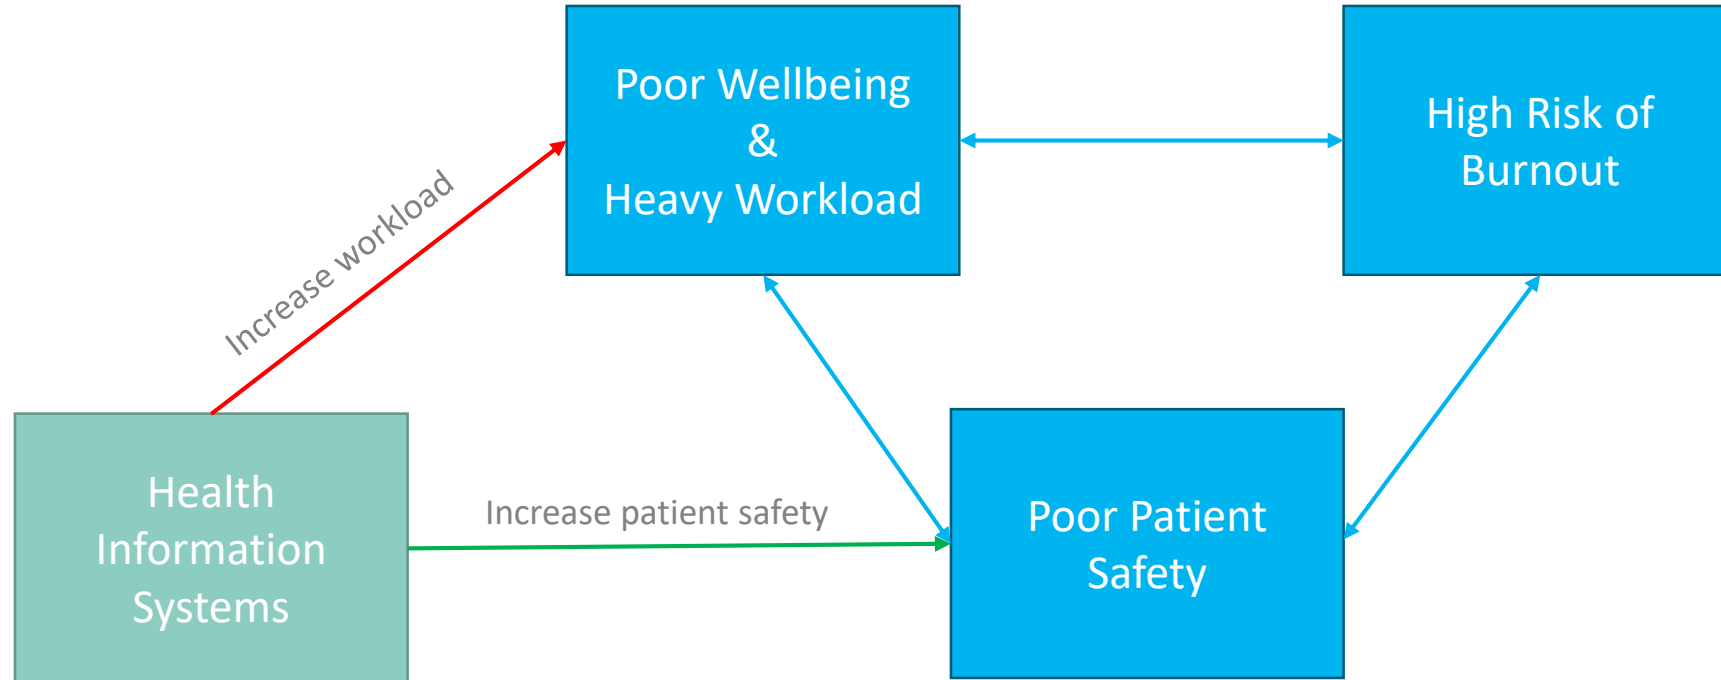 Poor Wellbeing
&
Heavy Workload
High Risk of
Burnout
Increase workload
Health
Information
Systems
Increase patient safety
Poor Patient
Safety